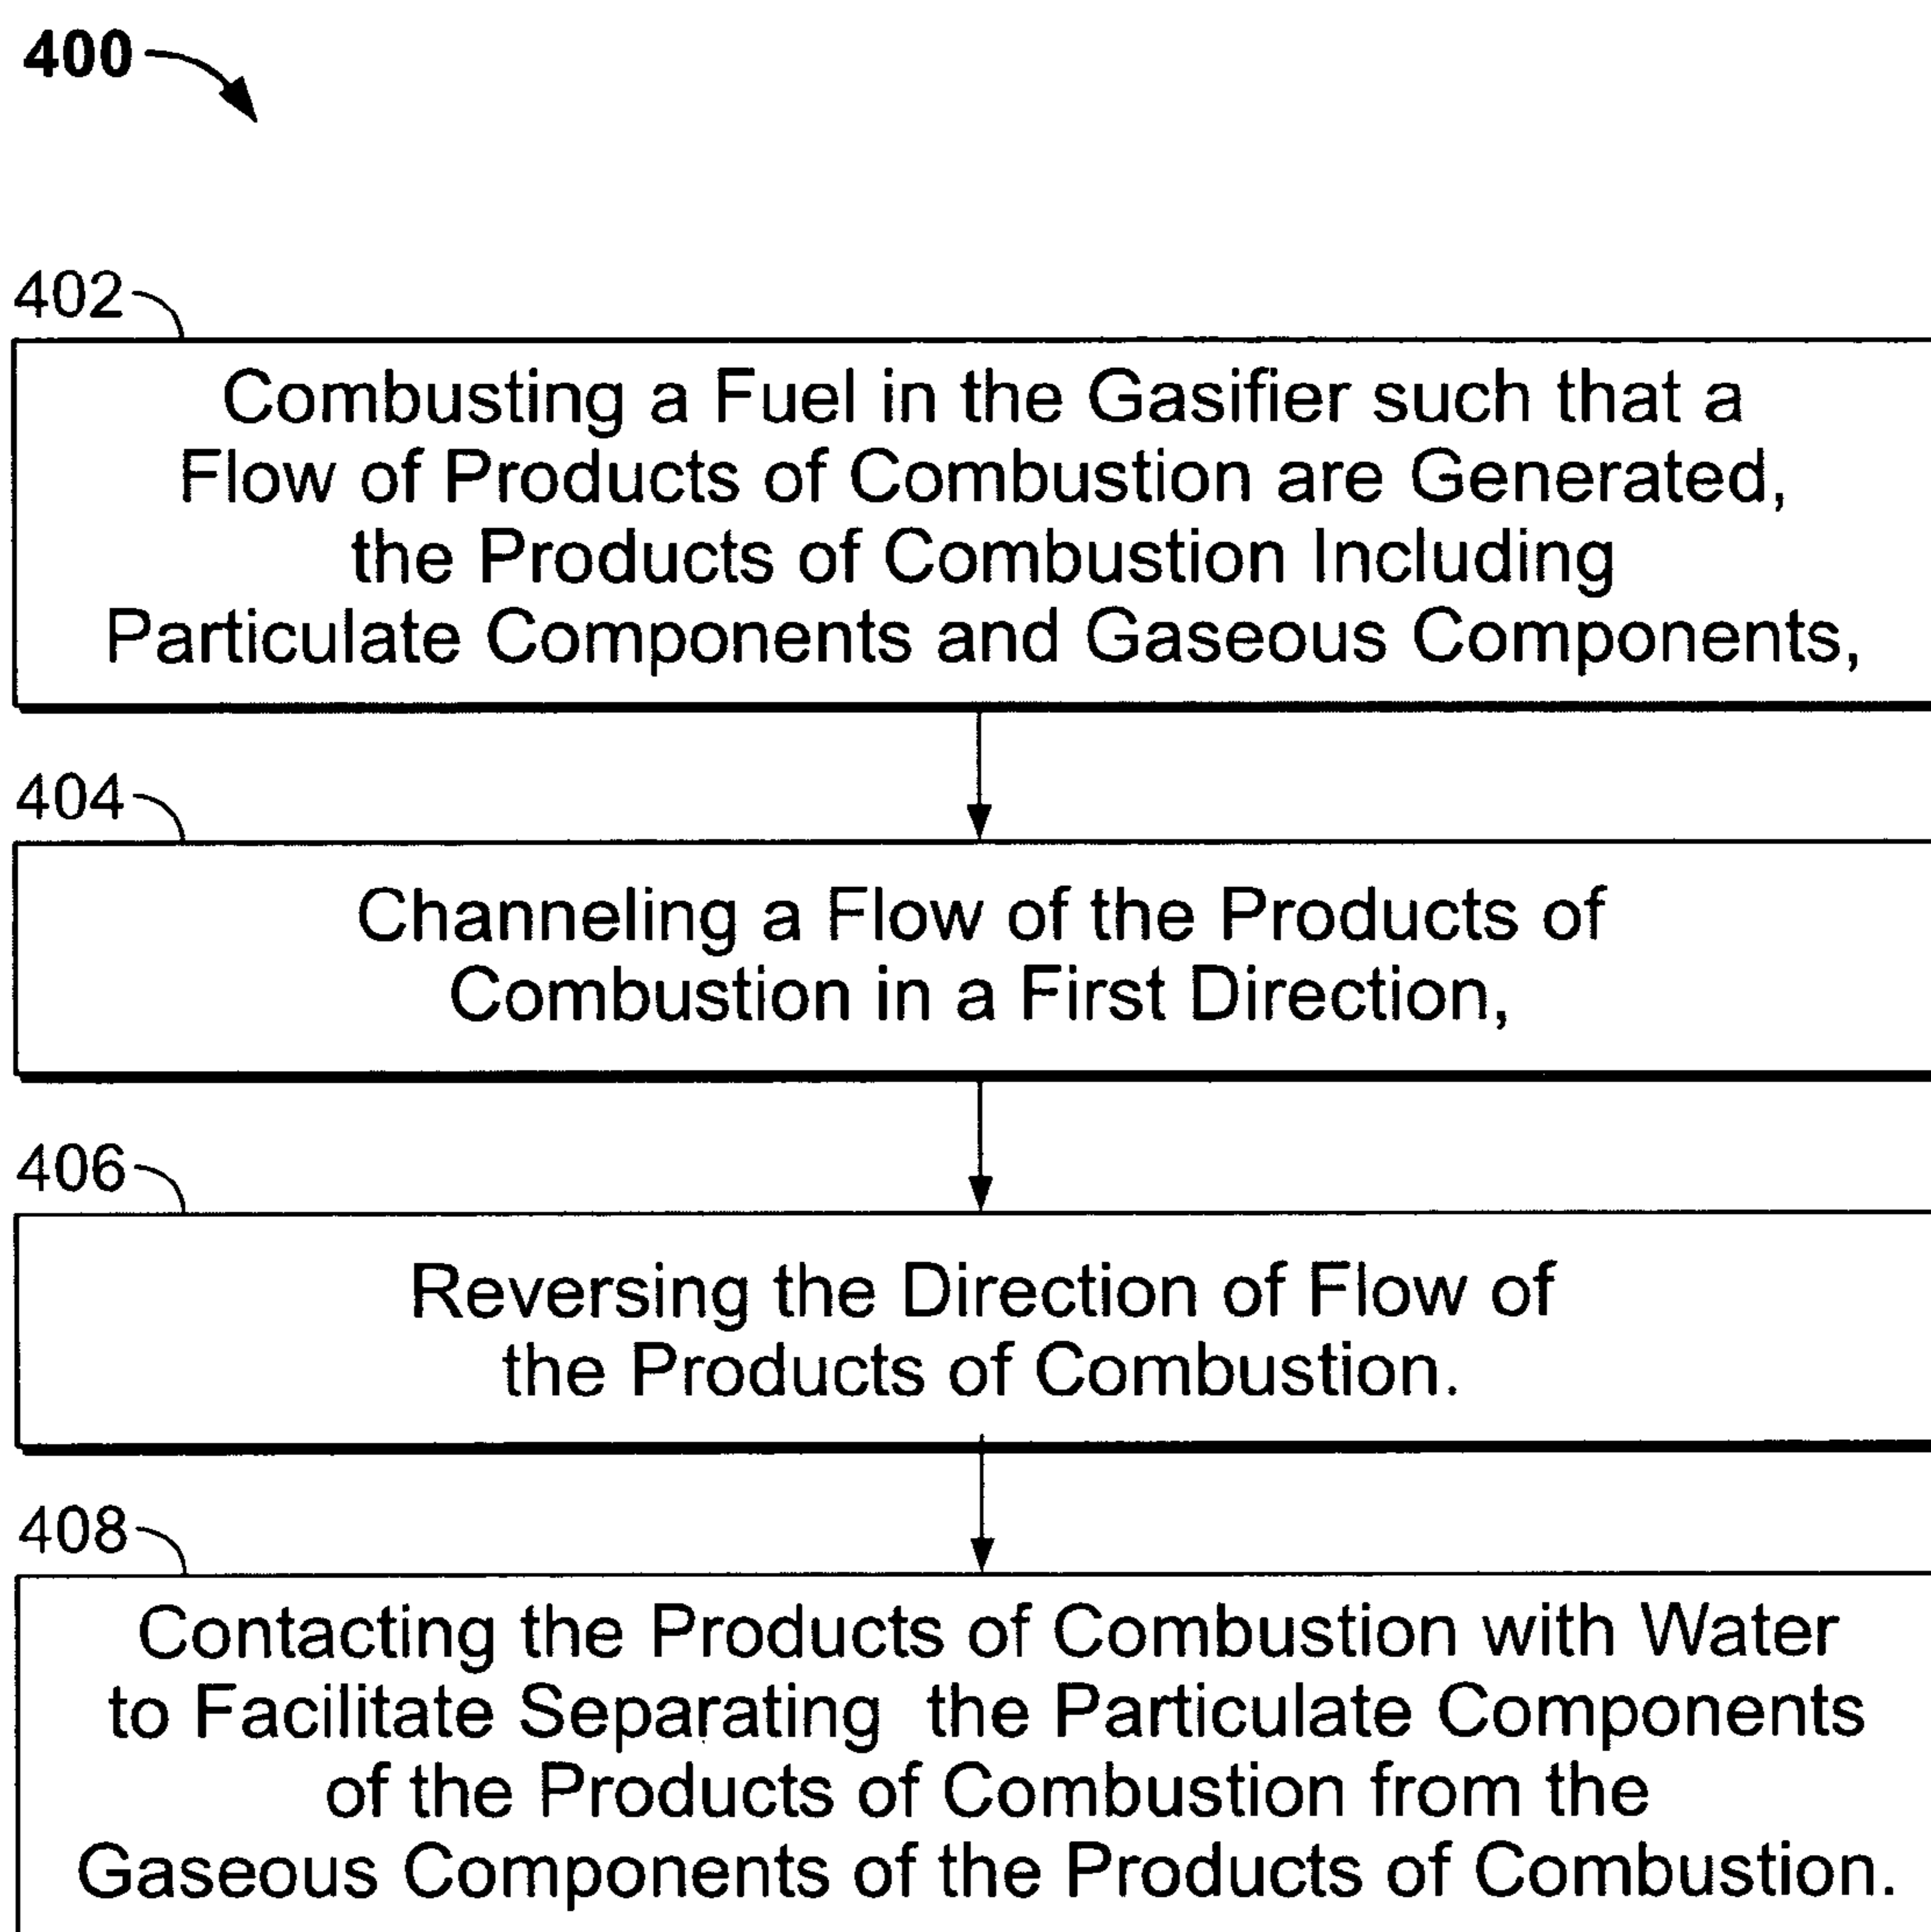 400
402
Combusting a Fuel in the Gasifier such that a
Flow of Products of Combustion are Generated,
the Products of Combustion Including
Particulate Components and Gaseous Components,
404
Channeling a Flow of the Products of
Combustion in a First Direction,
406
Reversing the Direction of Flow of
the Products of Combustion.
408
Contacting the Products of Combustion with Water
to Facilitate Separating the Particulate Components
of the Products of Combustion from the
Gaseous Components of the Products of Combustion.